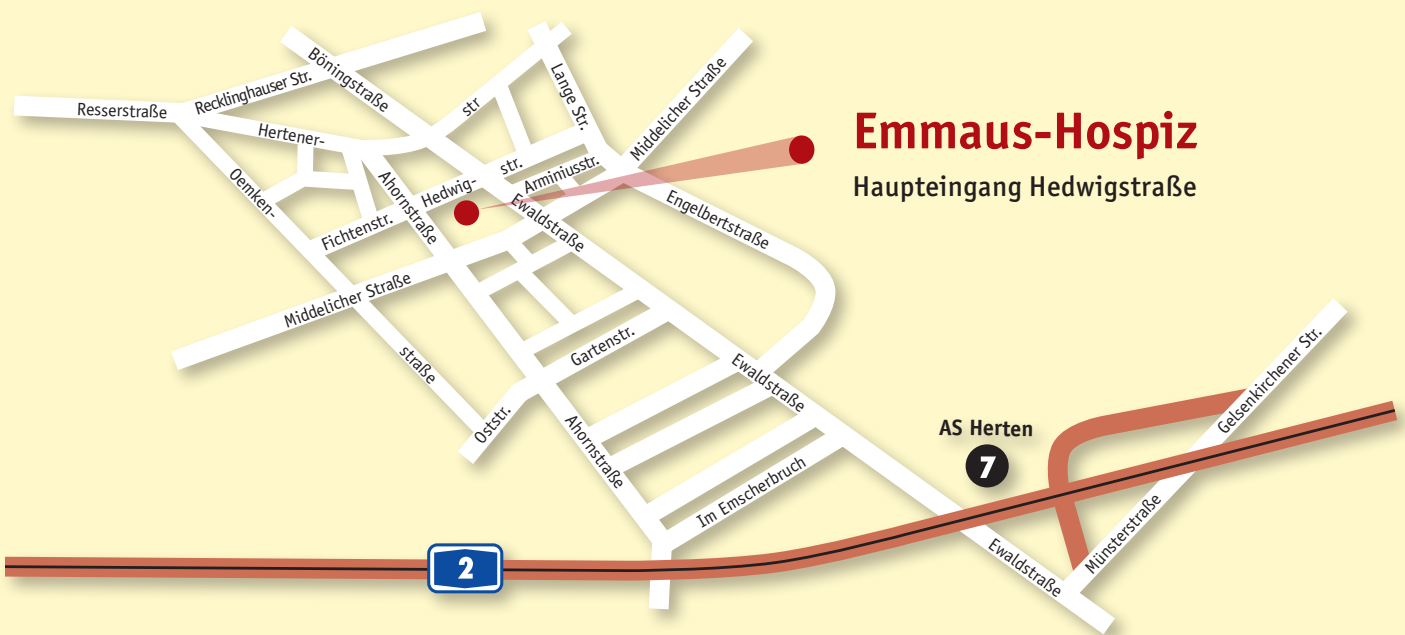 Böningstraße
Recklinghauser Str.
Resserstraße
Hertener-
str
Lange Str.
Middelicher Straße
Emmaus-Hospiz
Haupteingang Hedwigstraße
Oemken-
Ahornstraße
Hedwig-
str.
Arminiusstr.
Fichtenstr.
Ewaldstraße
Engelbertstraße
Middelicher Straße
straße
Gartenstr.
Oststr.
Ewaldstraße
Ahornstraße
Im Emscherbruch
AS Herten
7
Gelsenkirchener Str.
Münsterstraße
Ewaldstraße
2